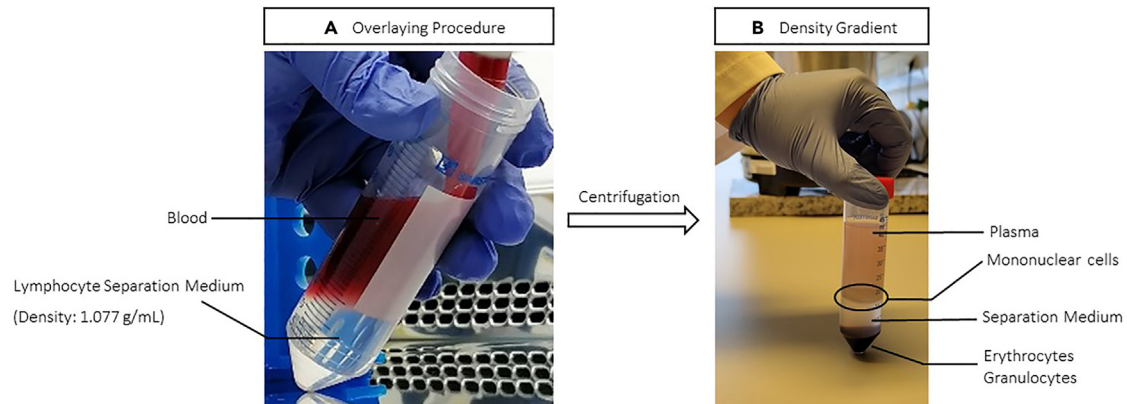 A Overlaying Procedure
B Density Gradient
Blood
Lymphocyte Separation Medium
(Density: 1.077 g/mL)
Centrifugation
Plasma
Mononuclear cells
Separation Medium
Erythrocytes
Granulocytes